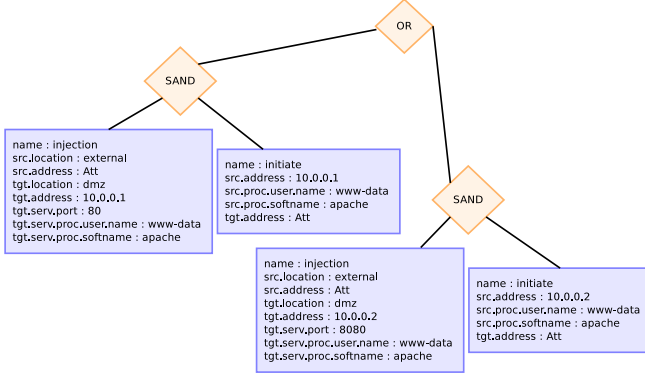 OR
SAND
name : injection
src.location : external
src.address : Att
tgt.location : dmz
tgt.address : 10.0.0.1
tgt.serv.port : 80
tgt.serv.proc.user.name : www-data
tgt.serv.proc.softname : apache
name : initiate
src.address : 10.0.0.1
src.proc.user.name : www-data
src.proc.softname : apache
tgt.address : Att
SAND
name : injection
src.location : external
src.address : Att
tgt.location : dmz
tgt.address : 10.0.0.2
tgt.serv.port : 8080
tgt.serv.proc.user.name : www-data
tgt.serv.proc.softname : apache
name : initiate
src.address : 10.0.0.2
src.proc.user.name : www-data
src.proc.softname : apache
tgt.address : Att